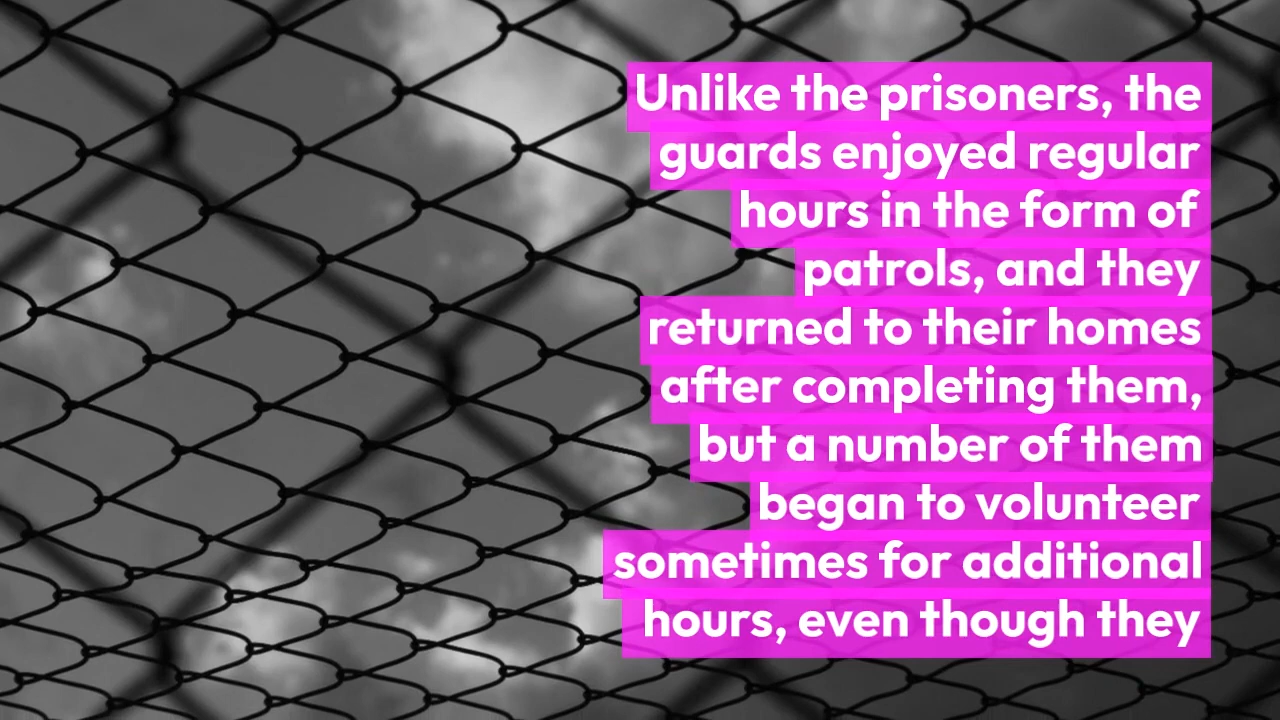 Unlike the prisoners, the
guards enjoyed regular
hours in the form of
patrols, and they
returned to their homes
after completing them,
but a number of them
began to volunteer
sometimes for additional
hours, even though they